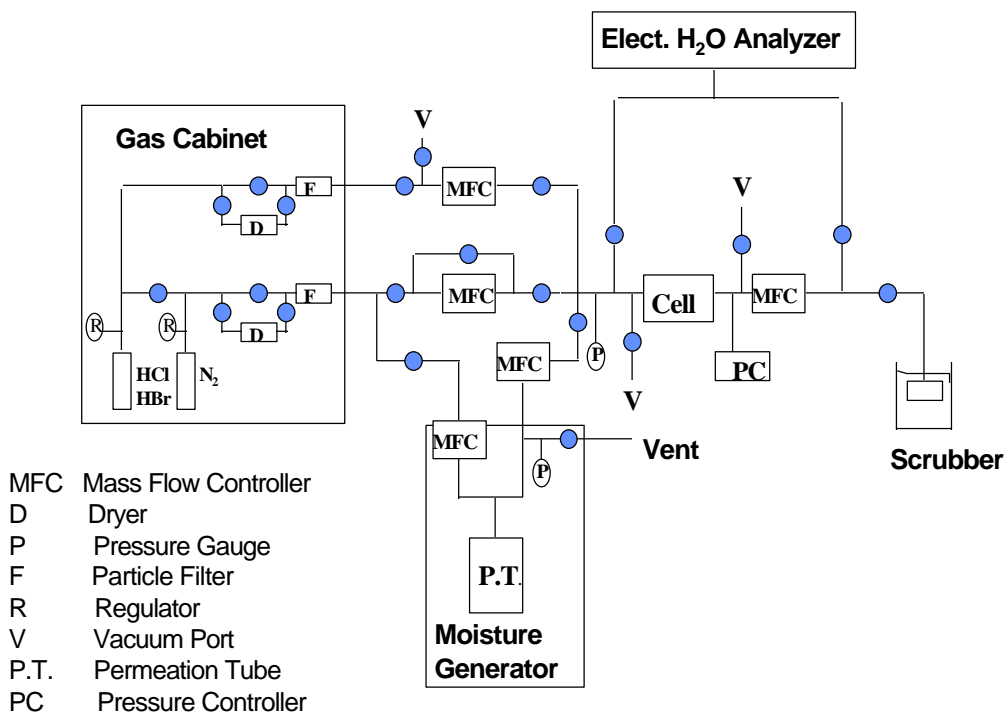 Elect. H₂O Analyzer
Gas Cabinet
V
F
MFC
D
V
F
MFC
Cell
MFC
D
R
R
P
MFC
PC
HCl
HBr
N₂
V
MFC
P
Vent
Scrubber
P.T.
Moisture
Generator
MFC Mass Flow Controller
D Dryer
P Pressure Gauge
F Particle Filter
R Regulator
V Vacuum Port
P.T. Permeation Tube
PC Pressure Controller